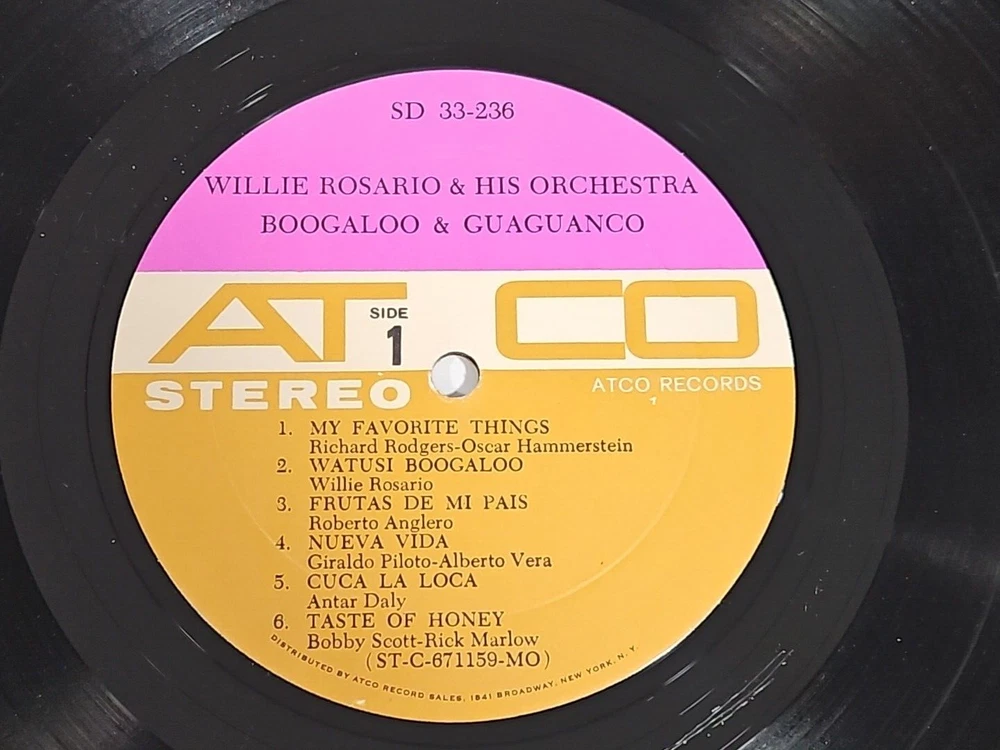 SD 33-236
WILLIE ROSARIO & HIS ORCHESTRA
BOOGALOO & GUAGUANCO
ATCO
SIDE
1
STEREO
ATCO RECORDS
1
1. MY FAVORITE THINGS
Richard Rodgers-Oscar Hammerstein
2. WATUSI BOOGALOO
Willie Rosario
3. FRUTAS DE MI PAIS
Roberto Anglero
4. NUEVA VIDA
Giraldo Piloto-Alberto Vera
5. CUCA LA LOCA
Antar Daly
6. TASTE OF HONEY
Bobby Scott-Rick Marlow
(ST-C-671159-MO)
DISTRIBUTED BY ATCO RECORD SALES, 1841 BROADWAY, NEW YORK, N. Y.